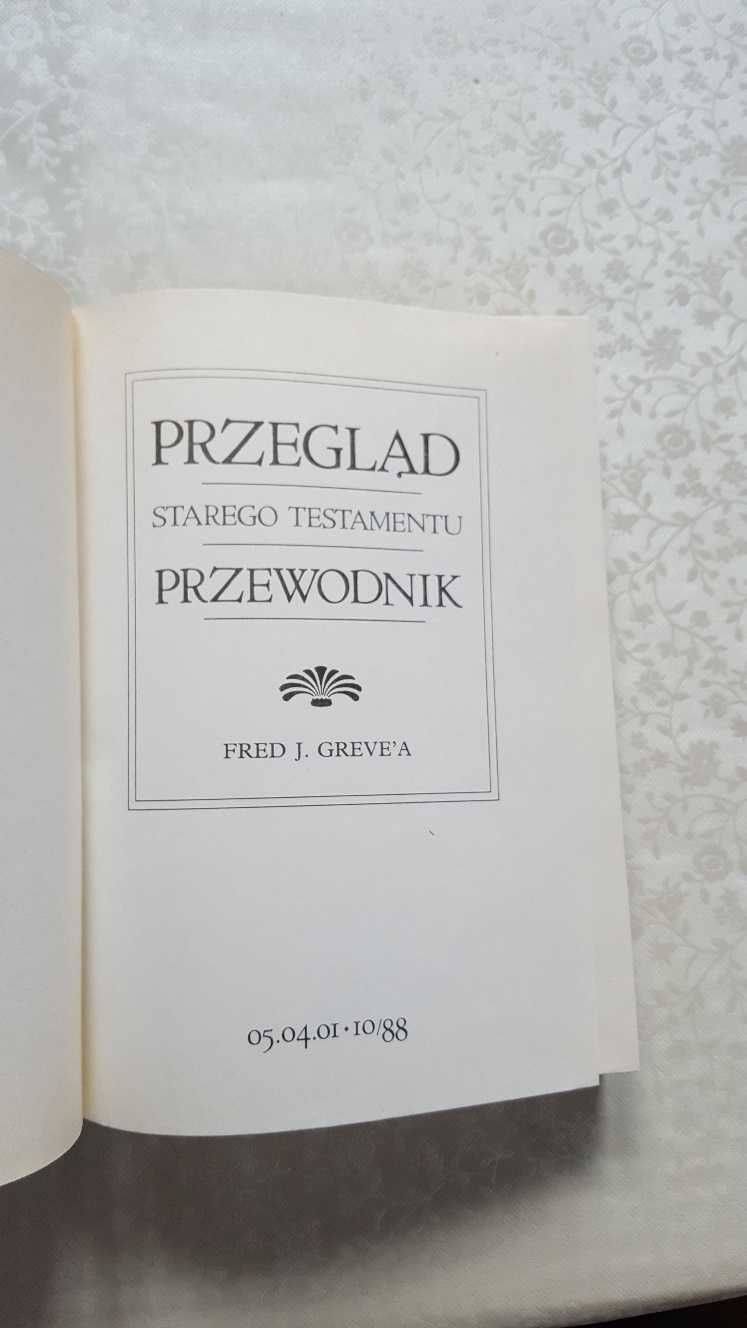 PRZEGLĄD
STAREGO TESTAMENTU
PRZEWODNIK
FRED J. GREVE'A
05.04.01 · 10/88